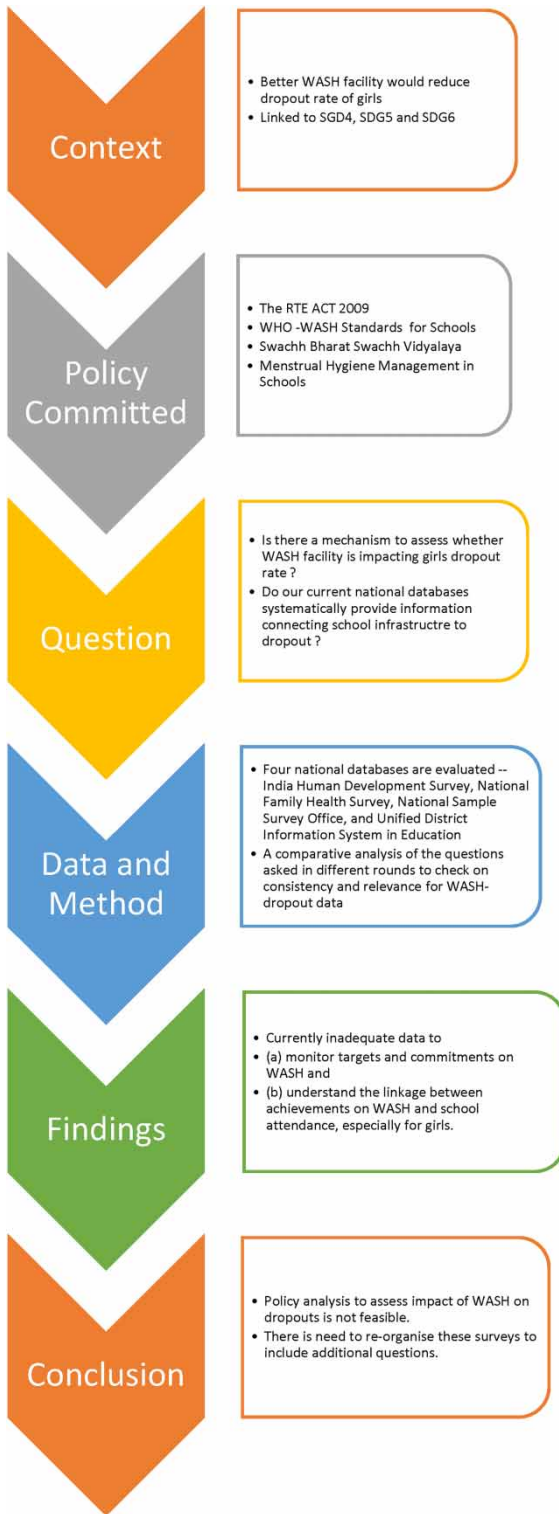 Context
• Better WASH facility would reduce
dropout rate of girls
• Linked to SGD4, SDG5 and SDG6
Policy
Committed
• The RTE ACT 2009
• WHO -WASH Standards for Schools
• Swachh Bharat Swachh Vidyalaya
• Menstrual Hygiene Management in
Schools
Question
• Is there a mechanism to assess whether
WASH facility is impacting girls dropout
rate ?
• Do our current national databases
systematically provide information
connecting school infrastructre to
dropout ?
Data and
Method
• Four national databases are evaluated --
India Human Development Survey, National
Family Health Survey, National Sample
Survey Office, and Unified District
Information System in Education
• A comparative analysis of the questions
asked in different rounds to check on
consistency and relevance for WASH-
dropout data
Findings
• Currently inadequate data to
• (a) monitor targets and commitments on
WASH and
• (b) understand the linkage between
achievements on WASH and school
attendance, especially for girls.
Conclusion
• Policy analysis to assess impact of WASH on
dropouts is not feasible.
• There is need to re-organise these surveys to
include additional questions.